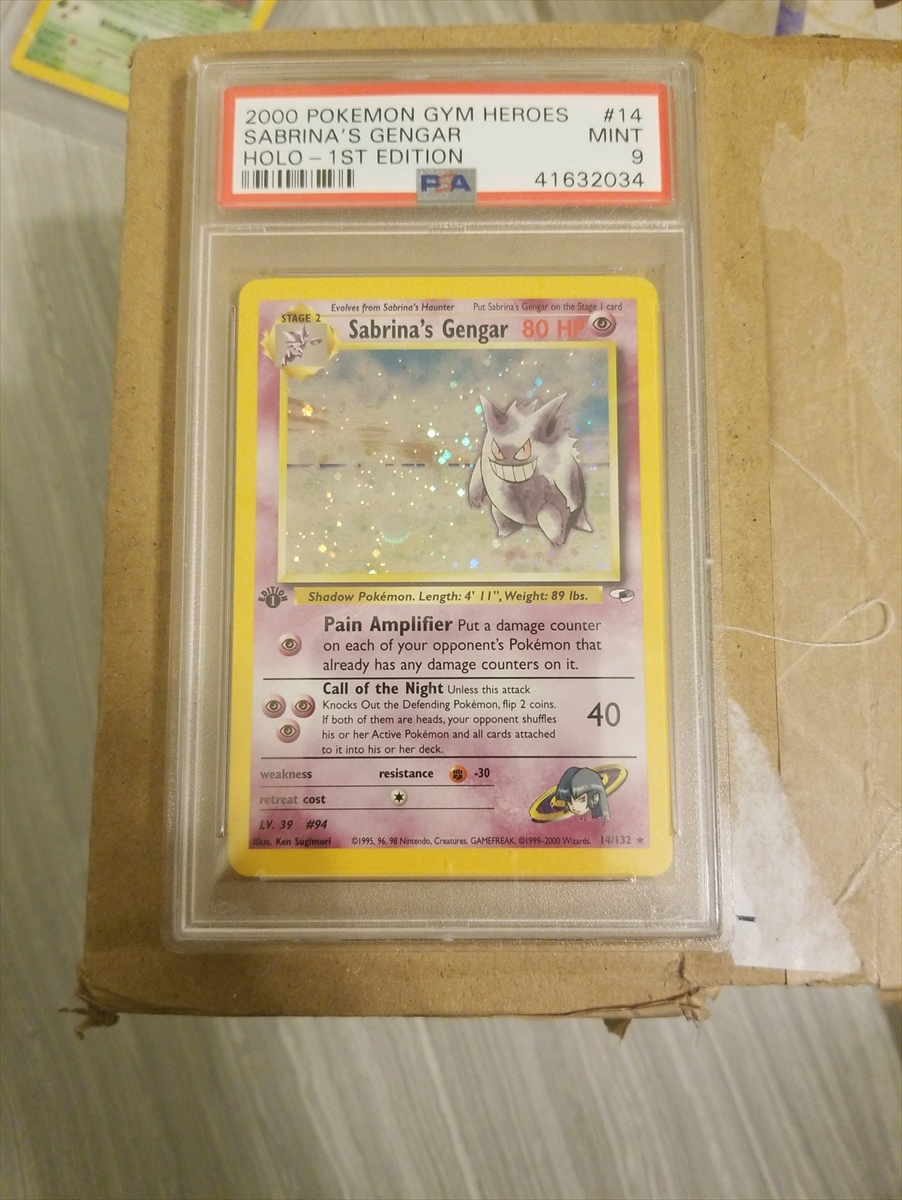 2000 POKEMON GYM HEROES #14
SABRINA'S GENGAR MINT
HOLO - 1ST EDITION 9
PSA 41632034
Evolves from Sabrina's Haunter Put Sabrina's Gengar on the Stage 1 card
STAGE 2
Sabrina's Gengar 80 HP
EDITION
1
Shadow Pokémon. Length: 4' 11", Weight: 89 lbs.
Pain Amplifier Put a damage counter
on each of your opponent's Pokémon that
already has any damage counters on it.
Call of the Night Unless this attack
Knocks Out the Defending Pokémon, flip 2 coins.
If both of them are heads, your opponent shuffles
his or her Active Pokémon and all cards attached
to it into his or her deck.
40
weakness resistance -30
retreat cost
LV. 39 #94
Illus. Ken Sugimori ©1995, 96, 98 Nintendo, Creatures, GAMEFREAK. ©1999-2000 Wizards. 14/132 ★